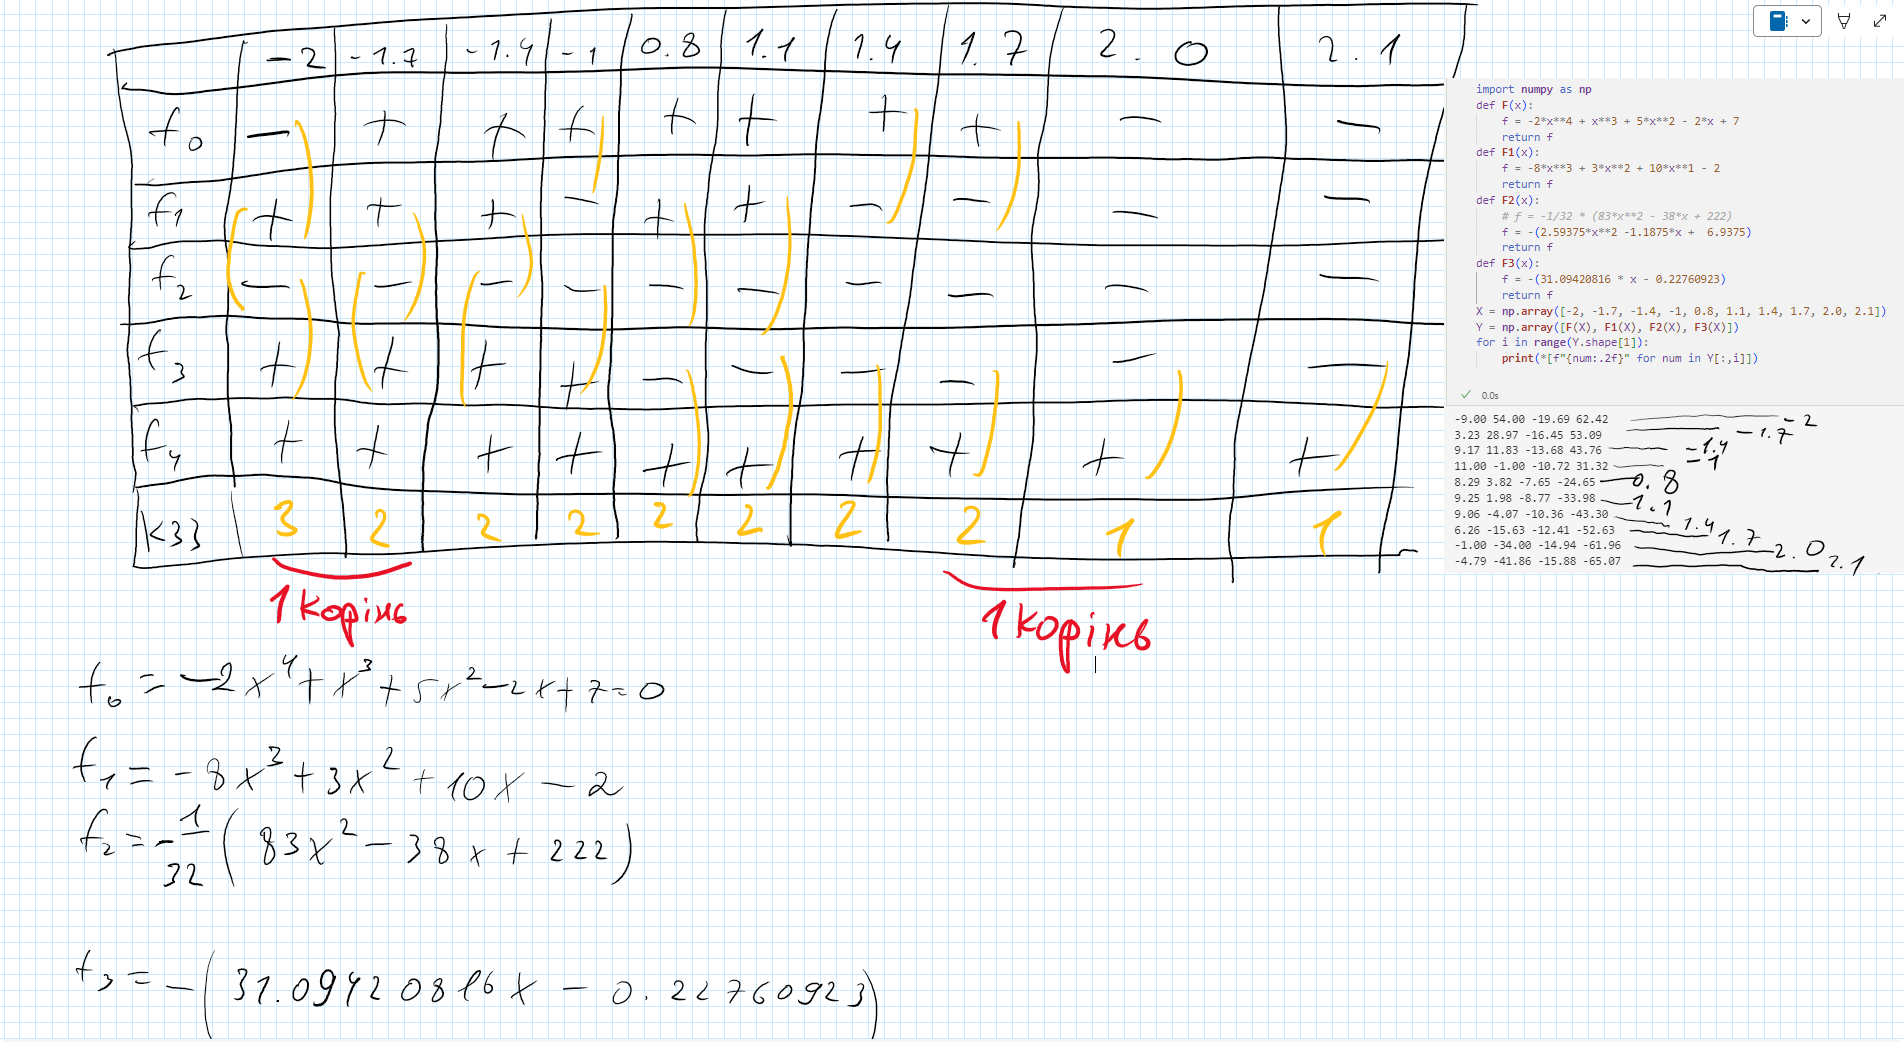 -2 -1.7 -1.4 -1 0.8 1.1 1.4 1.7 2.0 2.1
f0 - + + + + + + + - -
f1 + + + - + + - - - -
f2 - - - - - - - - - -
f3 + + + + - - - - - -
f4 + + + + + + + + + +
КЗЗ 3 2 2 2 2 2 2 2 1 1
1 корінь 1 корінь
f0 = -2x^4 + x^3 + 5x^2 - 2x + 7 = 0
f1 = -8x^3 + 3x^2 + 10x - 2
f2 = -1/32 (83x^2 - 38x + 222)
f3 = -(31.09420816x - 0.22760923)
import numpy as np
def F(x):
f = -2*x**4 + x**3 + 5*x**2 - 2*x + 7
return f
def F1(x):
f = -8*x**3 + 3*x**2 + 10*x**1 - 2
return f
def F2(x):
# f = -1/32 * (83*x**2 - 38*x + 222)
f = -(2.59375*x**2 -1.1875*x + 6.9375)
return f
def F3(x):
f = -(31.09420816 * x - 0.22760923)
return f
X = np.array([-2, -1.7, -1.4, -1, 0.8, 1.1, 1.4, 1.7, 2.0, 2.1])
Y = np.array([F(X), F1(X), F2(X), F3(X)])
for i in range(Y.shape[1]):
print(*[f"{num:.2f}" for num in Y[:,i]])
0.0s
-9.00 54.00 -19.69 62.42 -2
3.23 28.97 -16.45 53.09 -1.7
9.17 11.83 -13.68 43.76 -1.4
11.00 -1.00 -10.72 31.32 -1
8.29 3.82 -7.65 -24.65 0.8
9.25 1.98 -8.77 -33.98 1.1
9.06 -4.07 -10.36 -43.30 1.4
6.26 -15.63 -12.41 -52.63 1.7
-1.00 -34.00 -14.94 -61.96 2.0
-4.79 -41.86 -15.88 -65.07 2.1